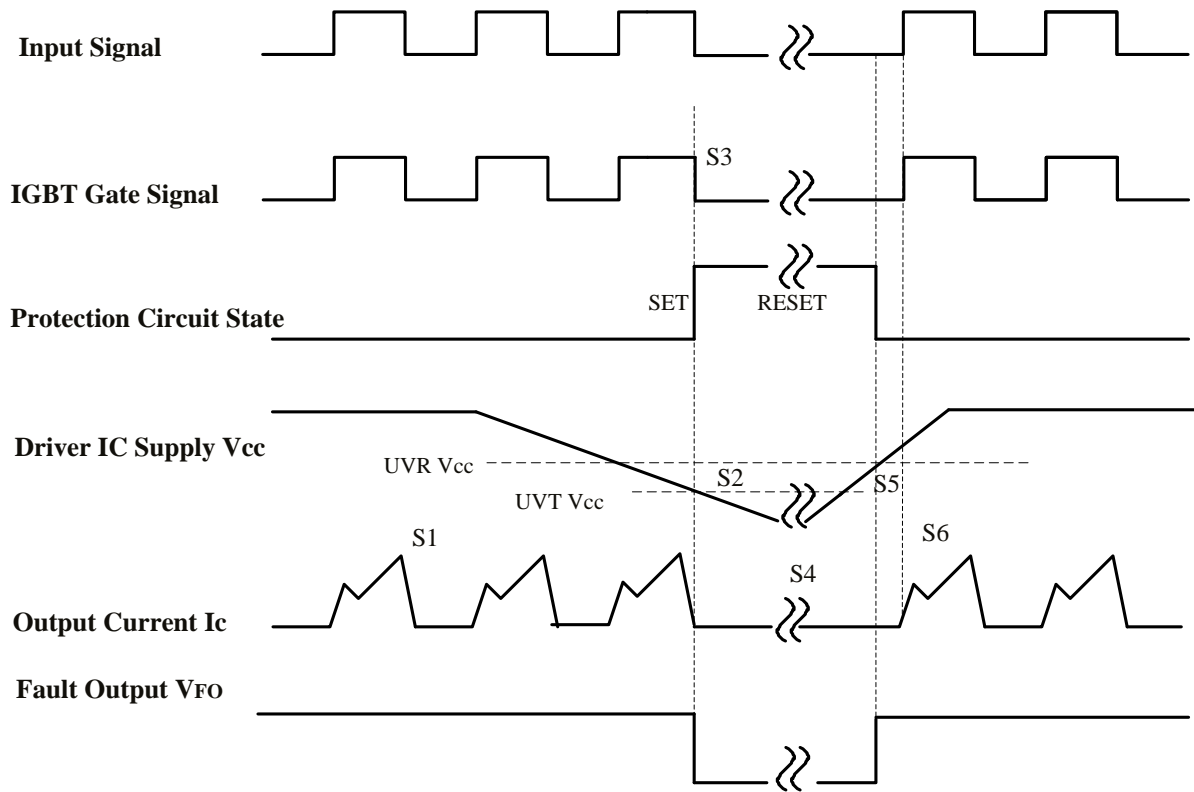 Input Signal
S3
IGBT Gate Signal
SET
RESET
Protection Circuit State
Driver IC Supply Vcc
UVR Vcc
S2
S5
UVT Vcc
S1
S6
S4
Output Current Ic
Fault Output VFO